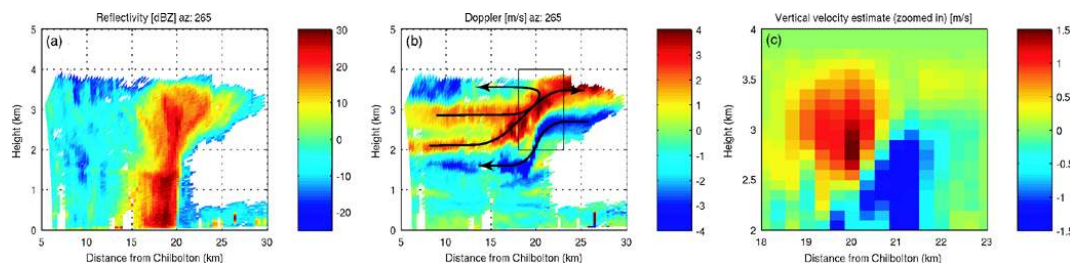 Reflectivity [dBZ] az: 265
(a)
Height (km)
5
4
3
2
1
0
5 10 15 20 25 30
Distance from Chilbolton (km)
30
20
10
0
-10
-20
Doppler [m/s] az: 265
(b)
Height (km)
5
4
3
2
1
0
5 10 15 20 25 30
Distance from Chilbolton (km)
4
3
2
1
0
-1
-2
-3
-4
Vertical velocity estimate (zoomed in) [m/s]
(c)
Height (km)
4
3.5
3
2.5
2
18 19 20 21 22 23
Distance from Chilbolton (km)
1.5
1
0.5
0
-0.5
-1
-1.5